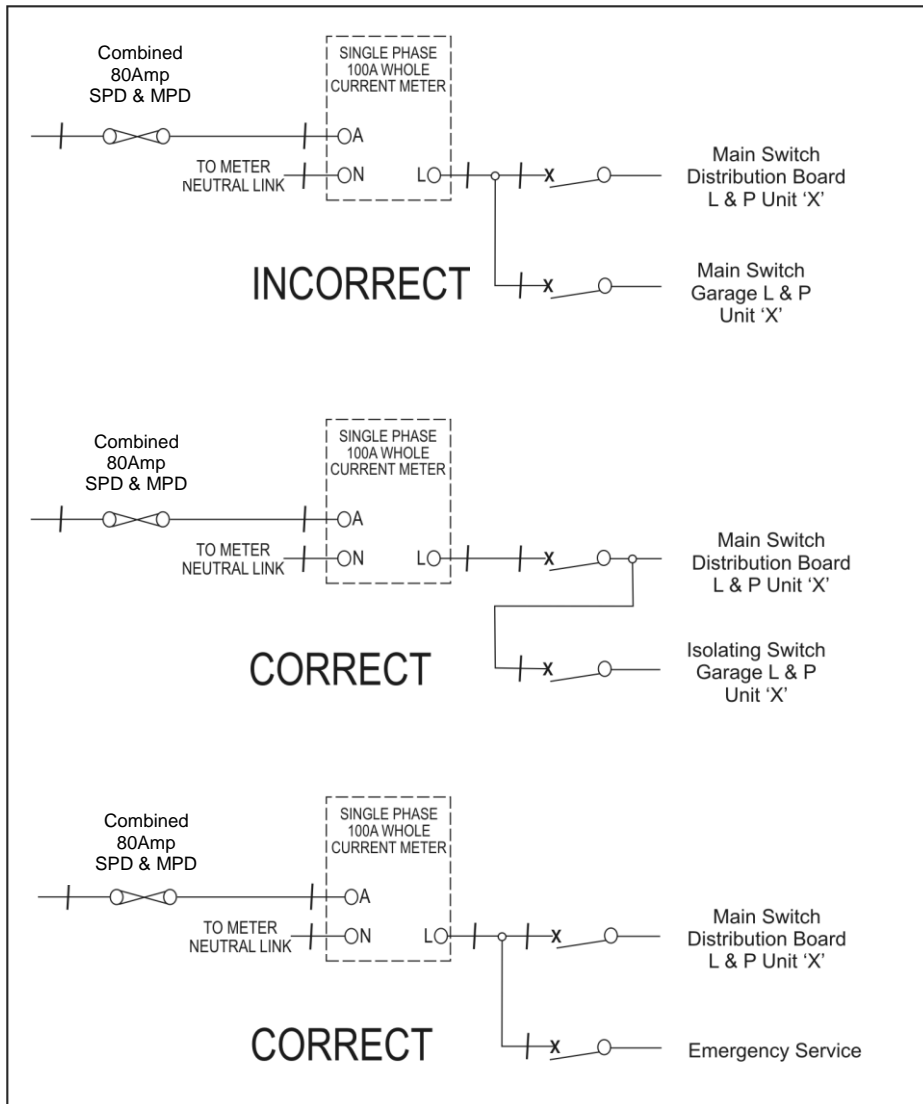 Combined
80Amp
SPD & MPD
SINGLE PHASE
100A WHOLE
CURRENT METER
A
TO METER
NEUTRAL LINK
N
L
Main Switch
Distribution Board
L & P Unit ‘X’
INCORRECT
Main Switch
Garage L & P
Unit ‘X’
Combined
80Amp
SPD & MPD
SINGLE PHASE
100A WHOLE
CURRENT METER
A
TO METER
NEUTRAL LINK
N
L
Main Switch
Distribution Board
L & P Unit ‘X’
CORRECT
Isolating Switch
Garage L & P
Unit ‘X’
Combined
80Amp
SPD & MPD
SINGLE PHASE
100A WHOLE
CURRENT METER
A
TO METER
NEUTRAL LINK
N
L
Main Switch
Distribution Board
L & P Unit ‘X’
CORRECT
Emergency Service